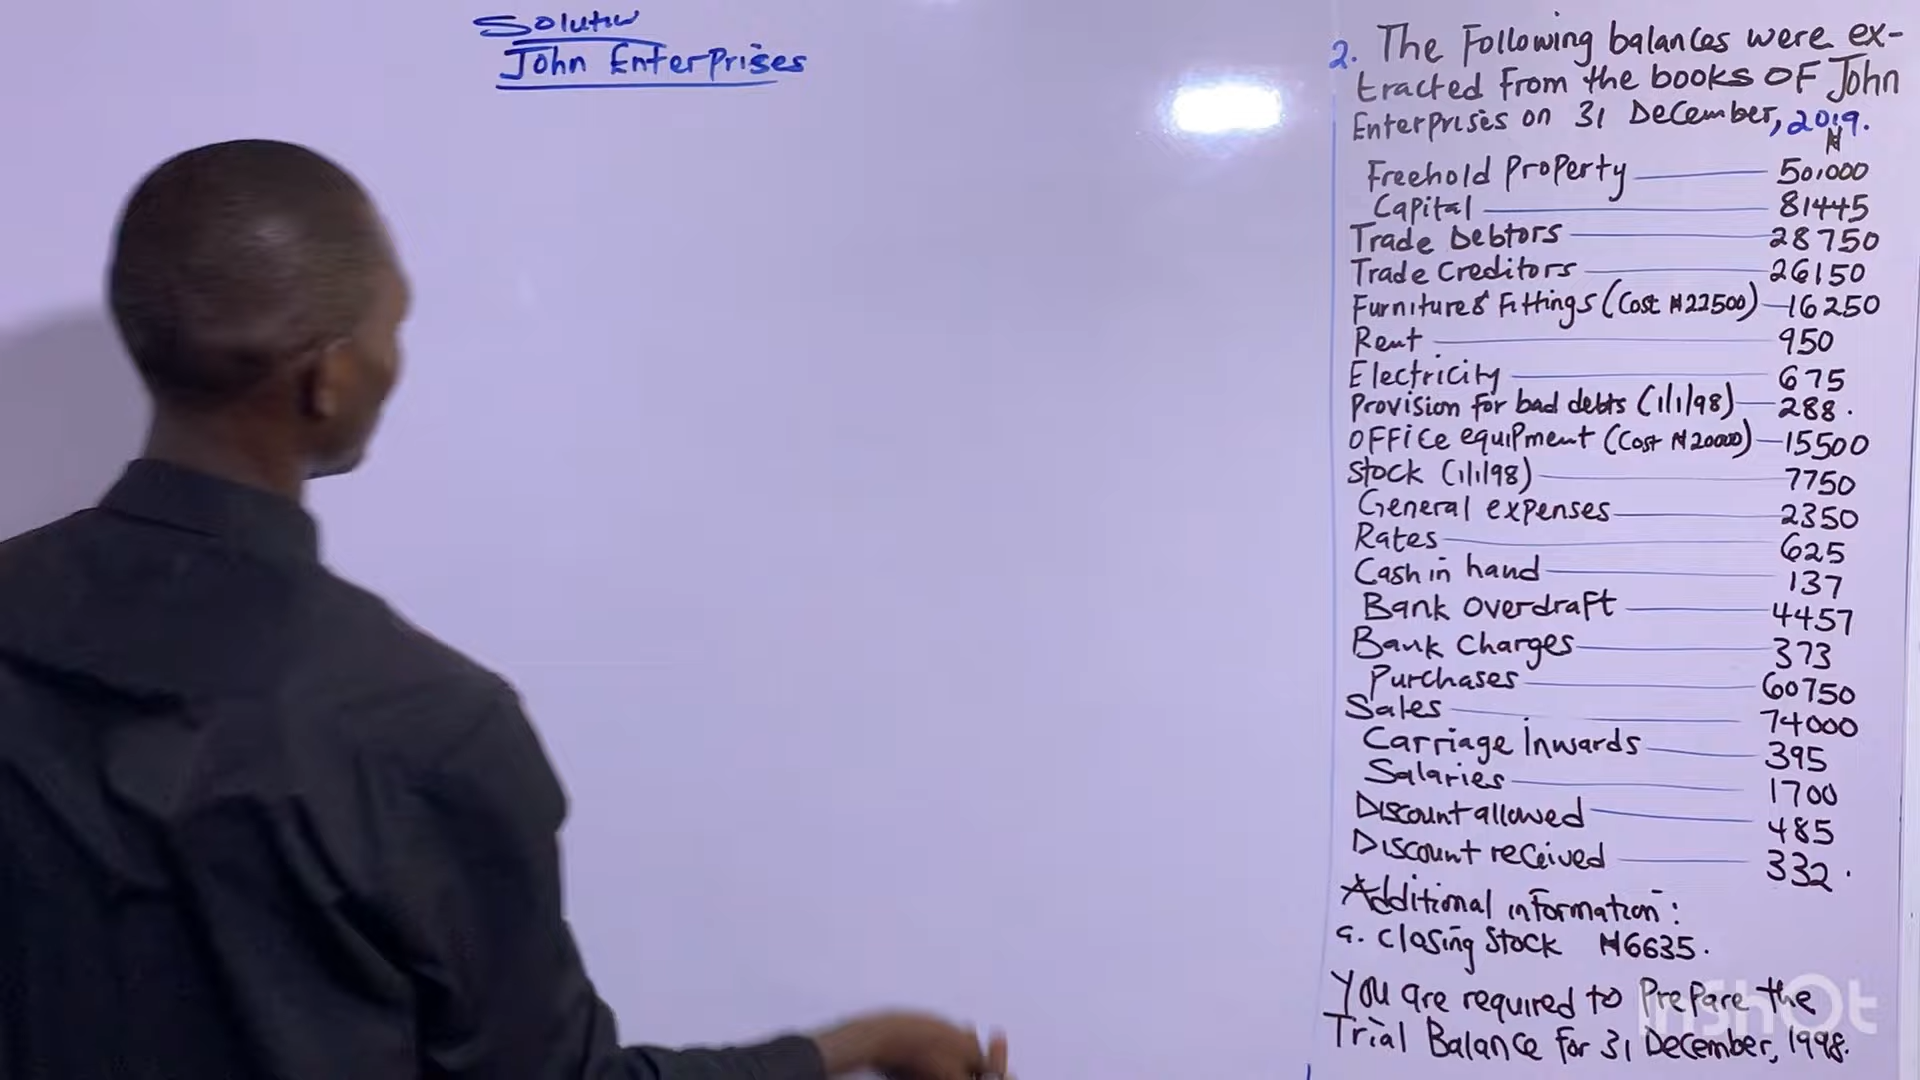 Solution
John Enterprises
2. The Following balances were ex-
tracted From the books OF John
Enterprises on 31 December, 2019.
₦
Freehold Property 50,000
Capital 81445
Trade Debtors 28750
Trade Creditors 26150
Furniture & Fittings (Cost ₦22500) 16250
Rent 950
Electricity 675
Provision for bad debts (1/1/98) 288.
OFFice equipment (Cost ₦20000) 15500
Stock (1/1/98) 7750
General expenses 2350
Rates 625
Cash in hand 137
Bank Overdraft 4457
Bank Charges 373
Purchases 60750
Sales 74000
Carriage Inwards 395
Salaries 1700
Discount allowed 485
Discount received 332.
Additional information:
a. Closing Stock ₦6635.
You are required to Prepare the
Trial Balance for 31 December, 1998.
InShot